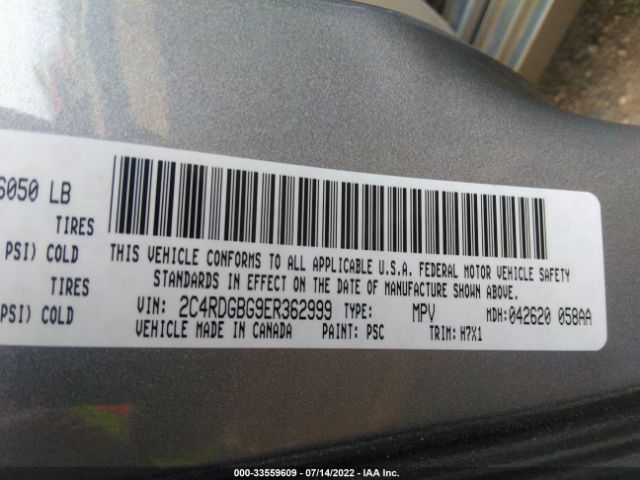 6050 LB
TIRES
PSI) COLD
TIRES
PSI) COLD
THIS VEHICLE CONFORMS TO ALL APPLICABLE U.S.A. FEDERAL MOTOR VEHICLE SAFETY
STANDARDS IN EFFECT ON THE DATE OF MANUFACTURE SHOWN ABOVE.
VIN: 2C4RDGBG9ER362999 TYPE: MPV MDH: 042620 058AA
VEHICLE MADE IN CANADA PAINT: PSC TRIM: H7X1
000-33559609 - 07/14/2022 - IAA Inc.